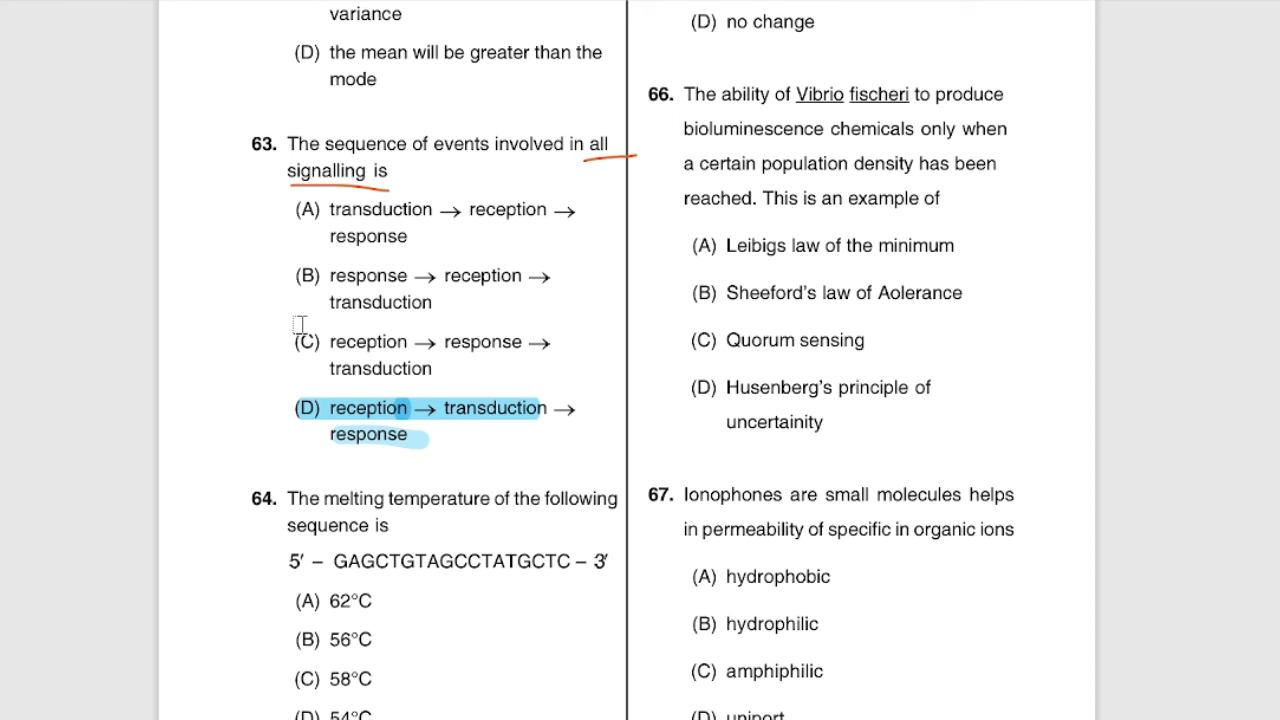 variance
(D) the mean will be greater than the
mode
63. The sequence of events involved in all
signalling is
(A) transduction → reception →
response
(B) response → reception →
transduction
(C) reception → response →
transduction
(D) reception → transduction →
response
64. The melting temperature of the following
sequence is
5′ – GAGCTGTAGCCTATGCTC – 3′
(A) 62°C
(B) 56°C
(C) 58°C
(D) 54°C
(D) no change
66. The ability of Vibrio fischeri to produce
bioluminescence chemicals only when
a certain population density has been
reached. This is an example of
(A) Leibigs law of the minimum
(B) Sheeford's law of Aolerance
(C) Quorum sensing
(D) Husenberg's principle of
uncertainity
67. Ionophones are small molecules helps
in permeability of specific in organic ions
(A) hydrophobic
(B) hydrophilic
(C) amphiphilic
(D) uniport